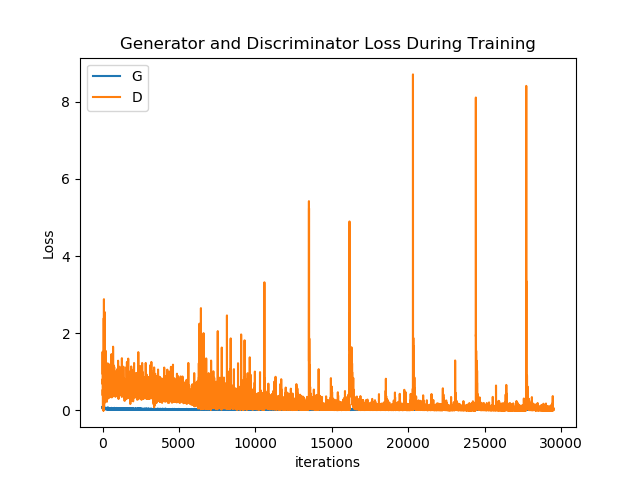 Generator and Discriminator Loss During Training
G
D
Loss
8
6
4
2
0
0 5000 10000 15000 20000 25000 30000
iterations